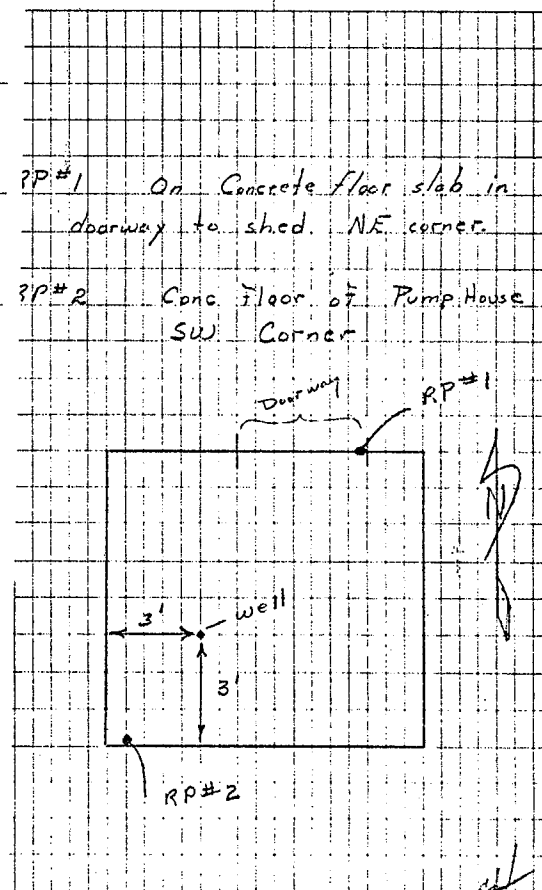 RP#1 On Concrete floor slab in
doorway to shed. NE corner.
RP#2 Conc Floor of Pump House
SW Corner
Doorway
RP#1
N
well
3'
3'
RP#2